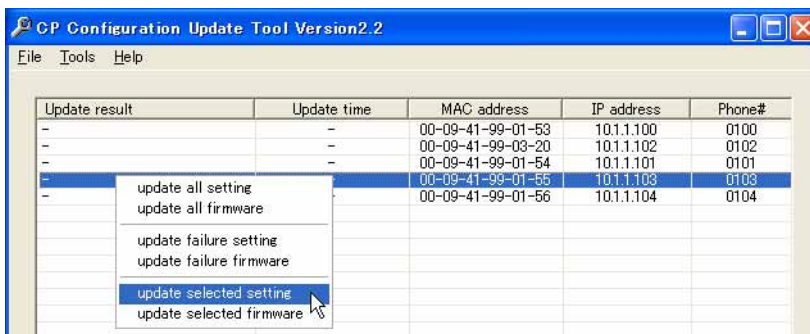 CP Configuration Update Tool Version2.2
File Tools Help
Update result Update time MAC address IP address Phone#
- - 00-09-41-99-01-53 10.1.1.100 0100
- - 00-09-41-99-03-20 10.1.1.102 0102
- - 00-09-41-99-01-54 10.1.1.101 0101
- - 00-09-41-99-01-55 10.1.1.103 0103
- 00-09-41-99-01-56 10.1.1.104 0104
update all setting
update all firmware
update failure setting
update failure firmware
update selected setting
update selected firmware